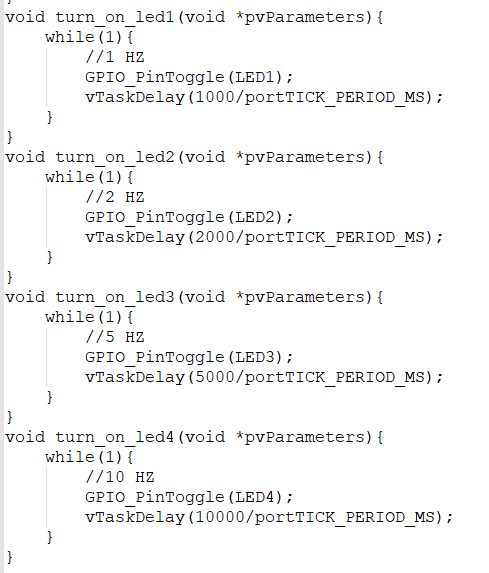 }
void turn_on_led1(void *pvParameters){
    while(1){
        //1 HZ
        GPIO_PinToggle(LED1);
        vTaskDelay(1000/portTICK_PERIOD_MS);
    }
}
void turn_on_led2(void *pvParameters){
    while(1){
        //2 HZ
        GPIO_PinToggle(LED2);
        vTaskDelay(2000/portTICK_PERIOD_MS);
    }
}
void turn_on_led3(void *pvParameters){
    while(1){
        //5 HZ
        GPIO_PinToggle(LED3);
        vTaskDelay(5000/portTICK_PERIOD_MS);
    }
}
void turn_on_led4(void *pvParameters){
    while(1){
        //10 HZ
        GPIO_PinToggle(LED4);
        vTaskDelay(10000/portTICK_PERIOD_MS);
    }
}